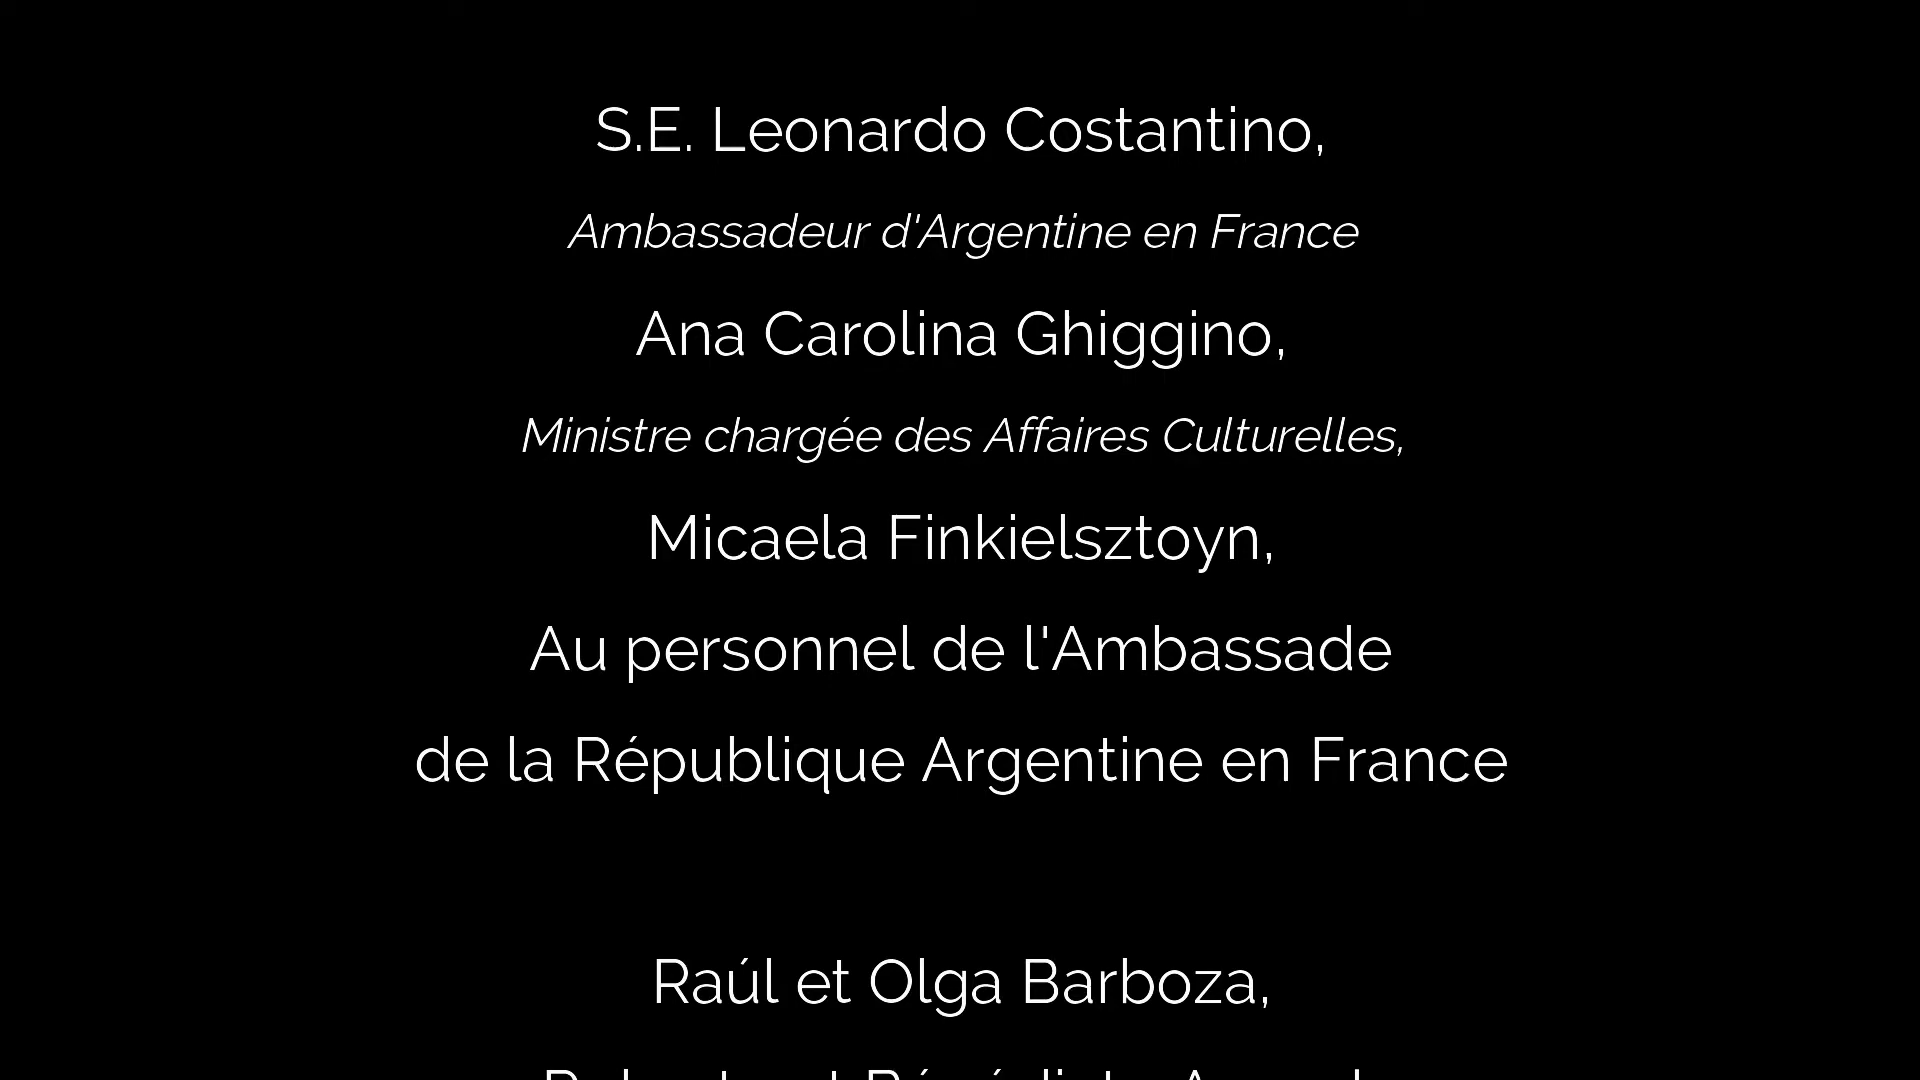 S.E. Leonardo Costantino,
Ambassadeur d'Argentine en France
Ana Carolina Ghiggino,
Ministre chargée des Affaires Culturelles,
Micaela Finkielsztoyn,
Au personnel de l'Ambassade
de la République Argentine en France
Raúl et Olga Barboza,